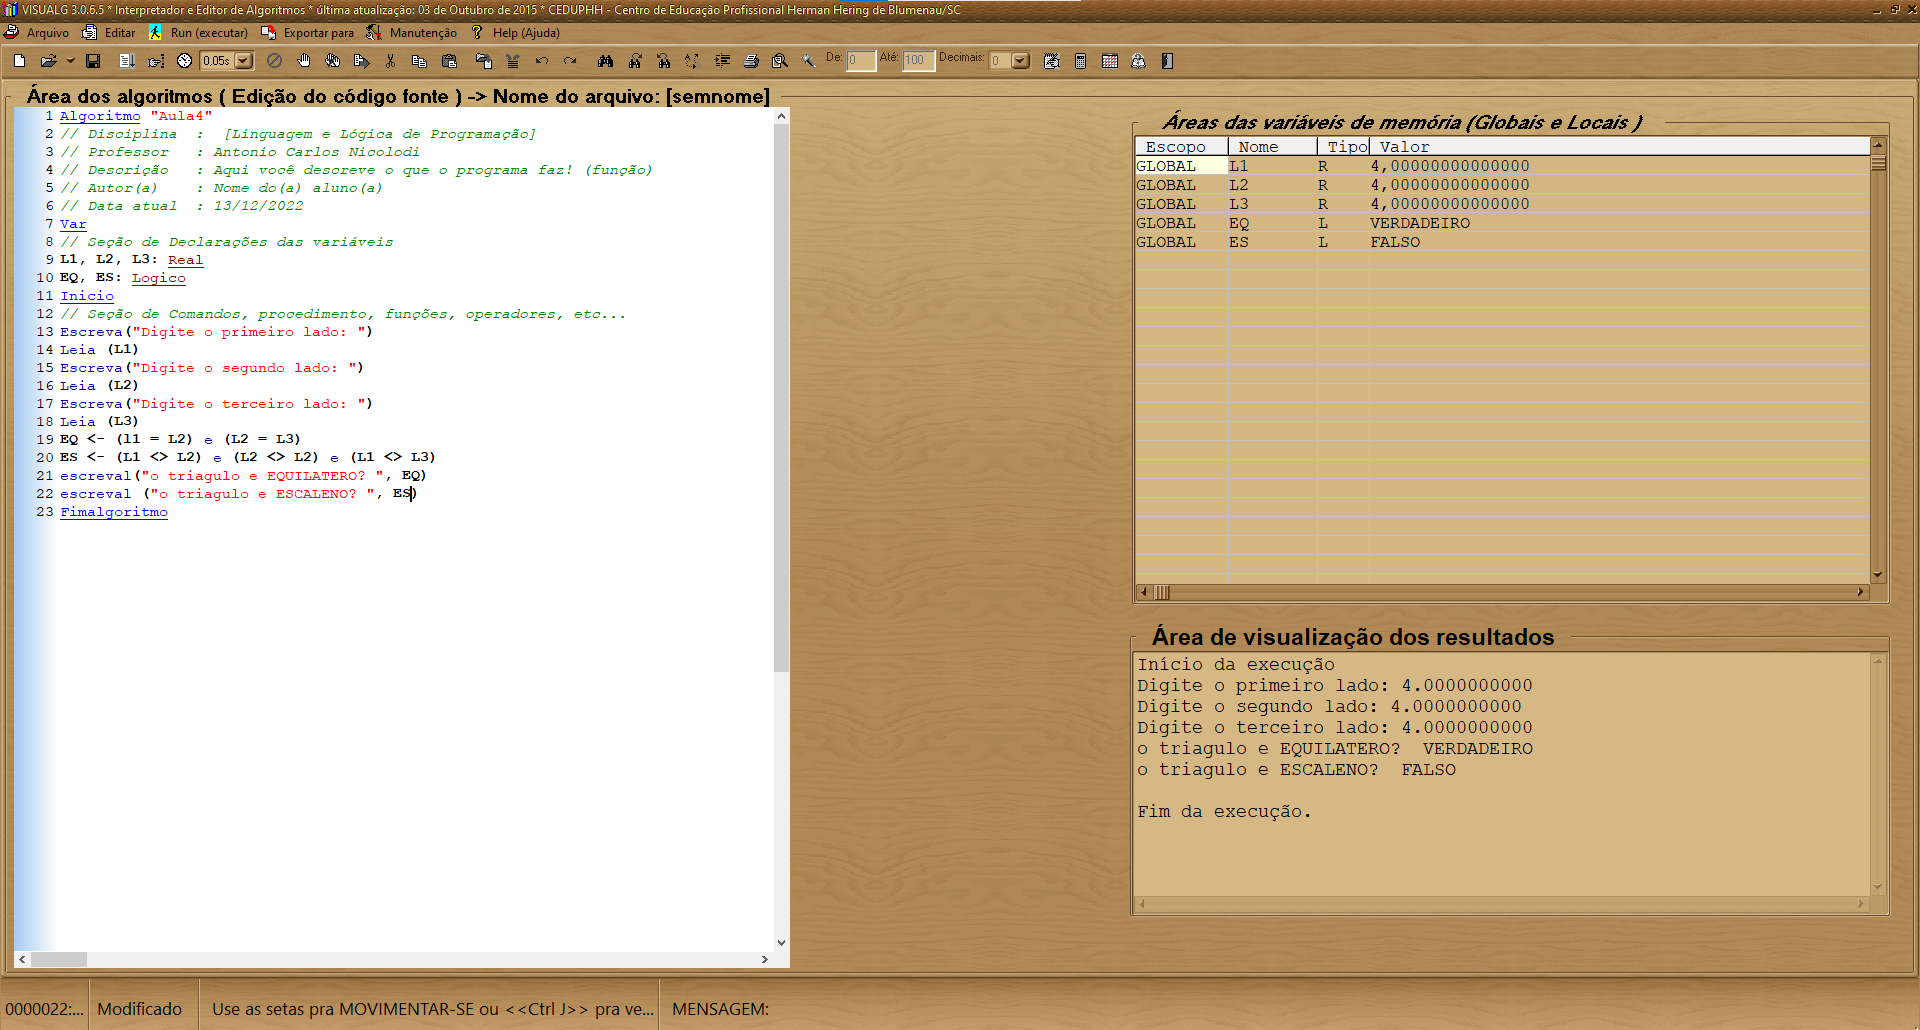 VISUALG 3.0.6.5 * Interpretador e Editor de Algoritmos * última atualização: 03 de Outubro de 2015 * CEDUPHH - Centro de Educação Profissional Herman Hering de Blumenau/SC
Arquivo Editar Run (executar) Exportar para Manutenção Help (Ajuda)
0,05s De: 0 Até: 100 Decimais: 0
Área dos algoritmos ( Edição do código fonte ) -> Nome do arquivo: [semnome]
1 Algoritmo "Aula4"
2 // Disciplina  :  [Linguagem e Lógica de Programação]
3 // Professor   : Antonio Carlos Nicolodi
4 // Descrição   : Aqui você descreve o que o programa faz! (função)
5 // Autor(a)    : Nome do(a) aluno(a)
6 // Data atual  : 13/12/2022
7 Var
8 // Seção de Declarações das variáveis
9 L1, L2, L3: Real
10 EQ, ES: Logico
11 Inicio
12 // Seção de Comandos, procedimento, funções, operadores, etc...
13 Escreva("Digite o primeiro lado: ")
14 Leia (L1)
15 Escreva("Digite o segundo lado: ")
16 Leia (L2)
17 Escreva("Digite o terceiro lado: ")
18 Leia (L3)
19 EQ <- (l1 = L2) e (L2 = L3)
20 ES <- (L1 <> L2) e (L2 <> L2) e (L1 <> L3)
21 escreval("o triagulo e EQUILATERO? ", EQ)
22 escreval ("o triagulo e ESCALENO? ", ES)
23 Fimalgoritmo
Áreas das variáveis de memória (Globais e Locais )
Escopo Nome Tipo Valor
GLOBAL L1 R 4,00000000000000
GLOBAL L2 R 4,00000000000000
GLOBAL L3 R 4,00000000000000
GLOBAL EQ L VERDADEIRO
GLOBAL ES L FALSO
Área de visualização dos resultados
Início da execução
Digite o primeiro lado: 4.0000000000
Digite o segundo lado: 4.0000000000
Digite o terceiro lado: 4.0000000000
o triagulo e EQUILATERO?  VERDADEIRO
o triagulo e ESCALENO?  FALSO
Fim da execução.
0000022:... Modificado Use as setas pra MOVIMENTAR-SE ou <<Ctrl J>> pra ve... MENSAGEM: